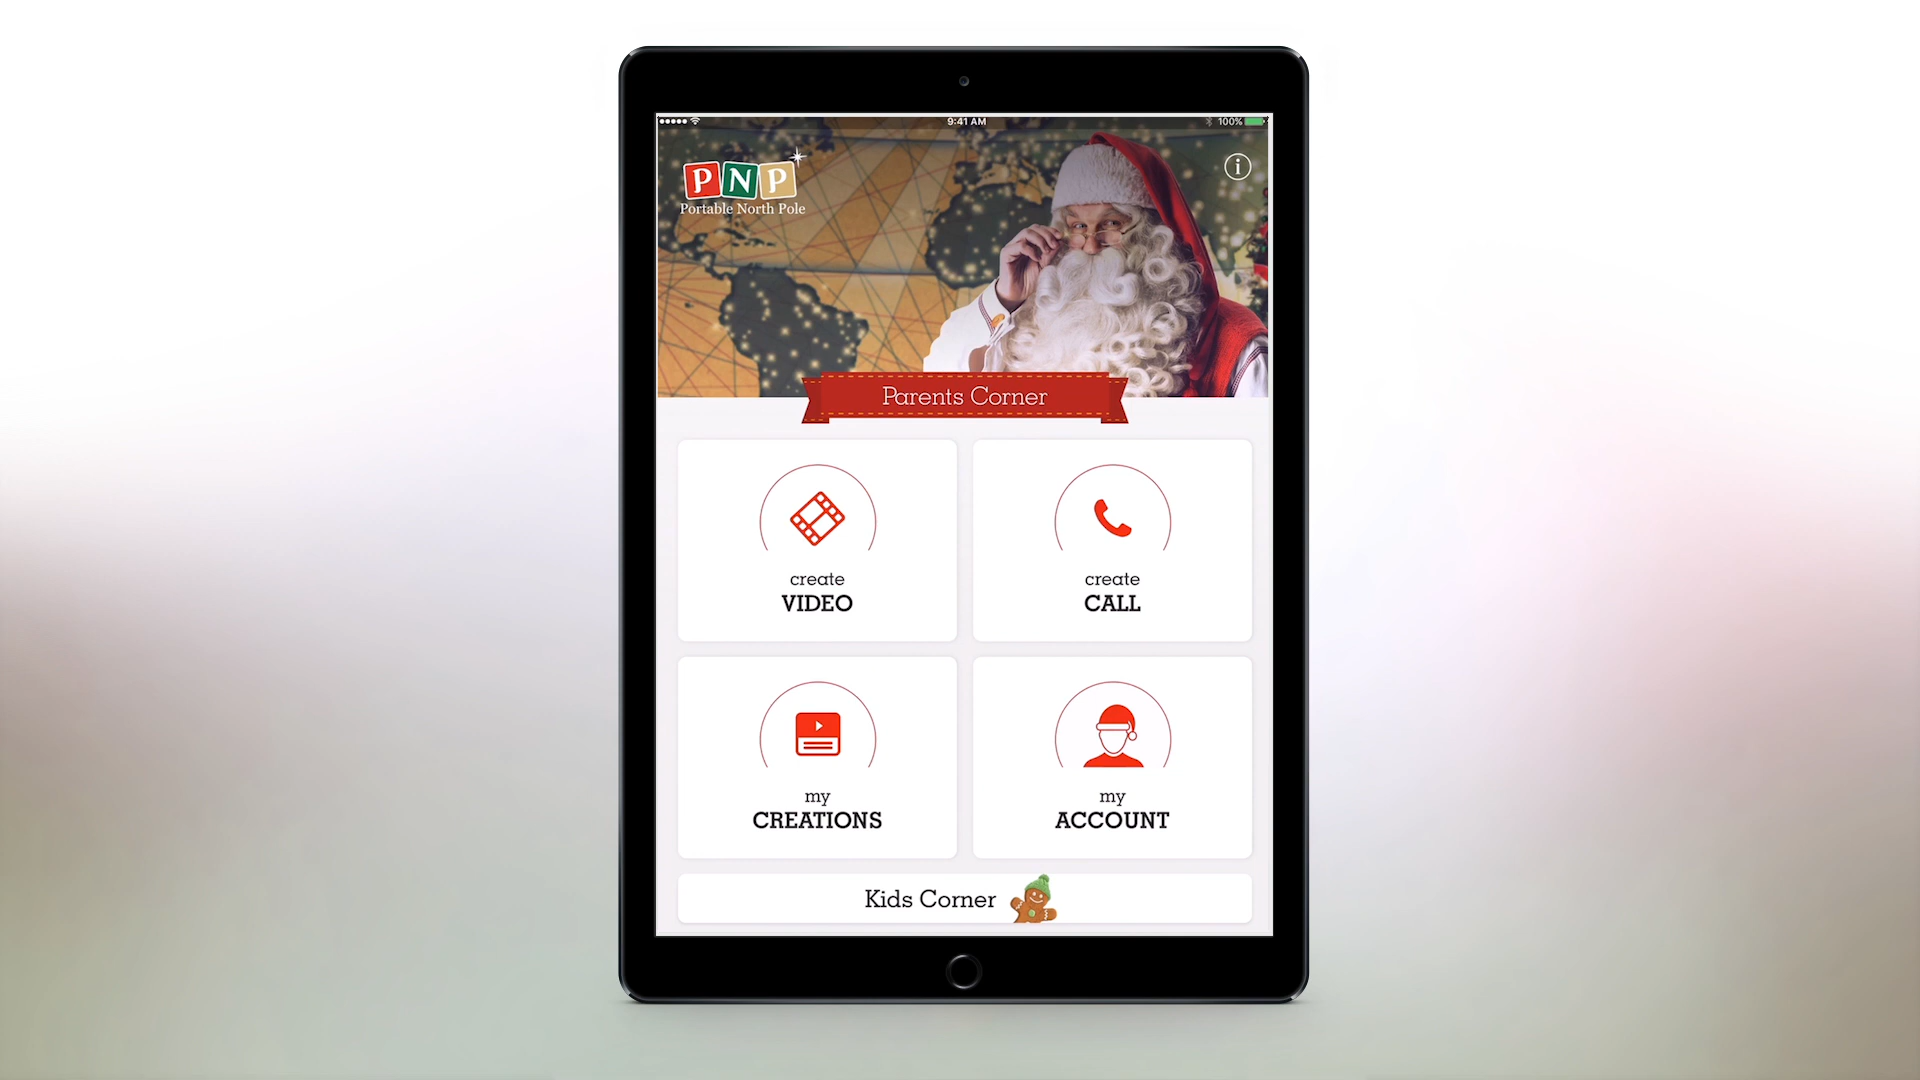 9:41 AM
100%
PNP
Portable North Pole
i
Parents Corner
create
VIDEO
create
CALL
my
CREATIONS
my
ACCOUNT
Kids Corner